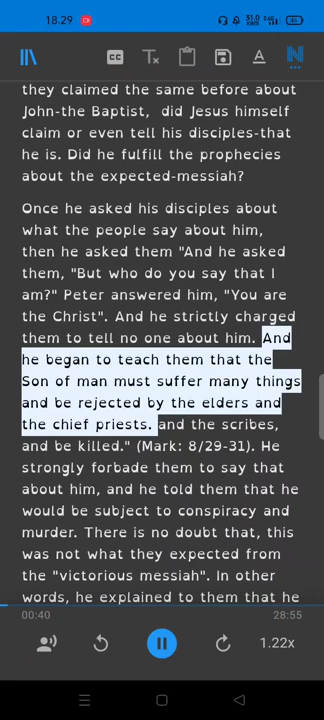 18.29
CC
they claimed the same before about
John-the Baptist, did Jesus himself
claim or even tell his disciples-that
he is. Did he fulfill the prophecies
about the expected-messiah?
Once he asked his disciples about
what the people say about him,
then he asked them "And he asked
them, "But who do you say that I
am?" Peter answered him, "You are
the Christ". And he strictly charged
them to tell no one about him. And
he began to teach them that the
Son of man must suffer many things
and be rejected by the elders and
the chief priests. and the scribes,
and be killed." (Mark: 8/29-31). He
strongly forbade them to say that
about him, and he told them that he
would be subject to conspiracy and
murder. There is no doubt that, this
was not what they expected from
the "victorious messiah". In other
words, he explained to them that he
00:40
28:55
1.22x